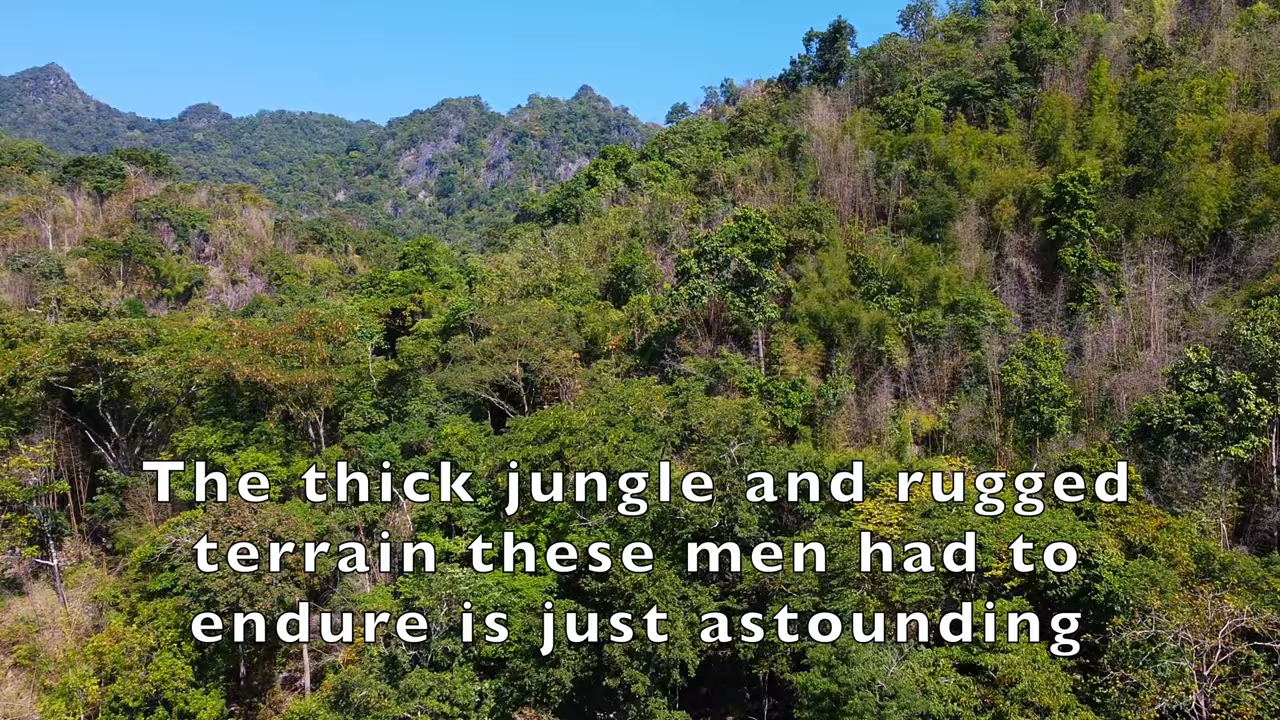 The thick jungle and rugged
terrain these men had to
endure is just astounding